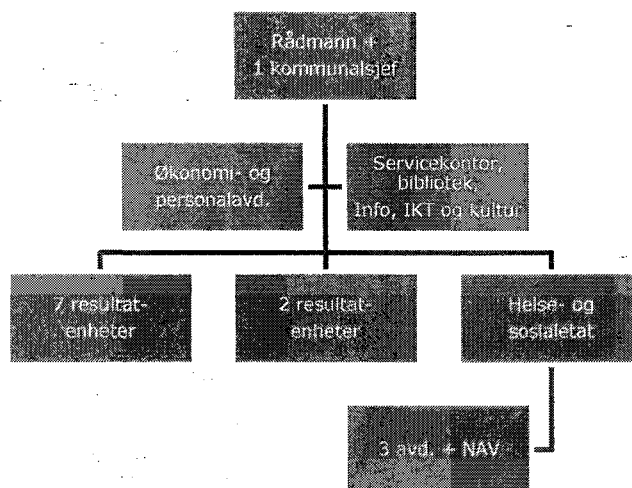 Rådmann +
1 kommunalsjef
Økonomi- og
personalavd.
Servicekontor,
bibliotek,
Info, IKT og kultur
7 resultat-
enheter
2 resultat-
enheter
Helse- og
sosialetat
3 avd. + NAV